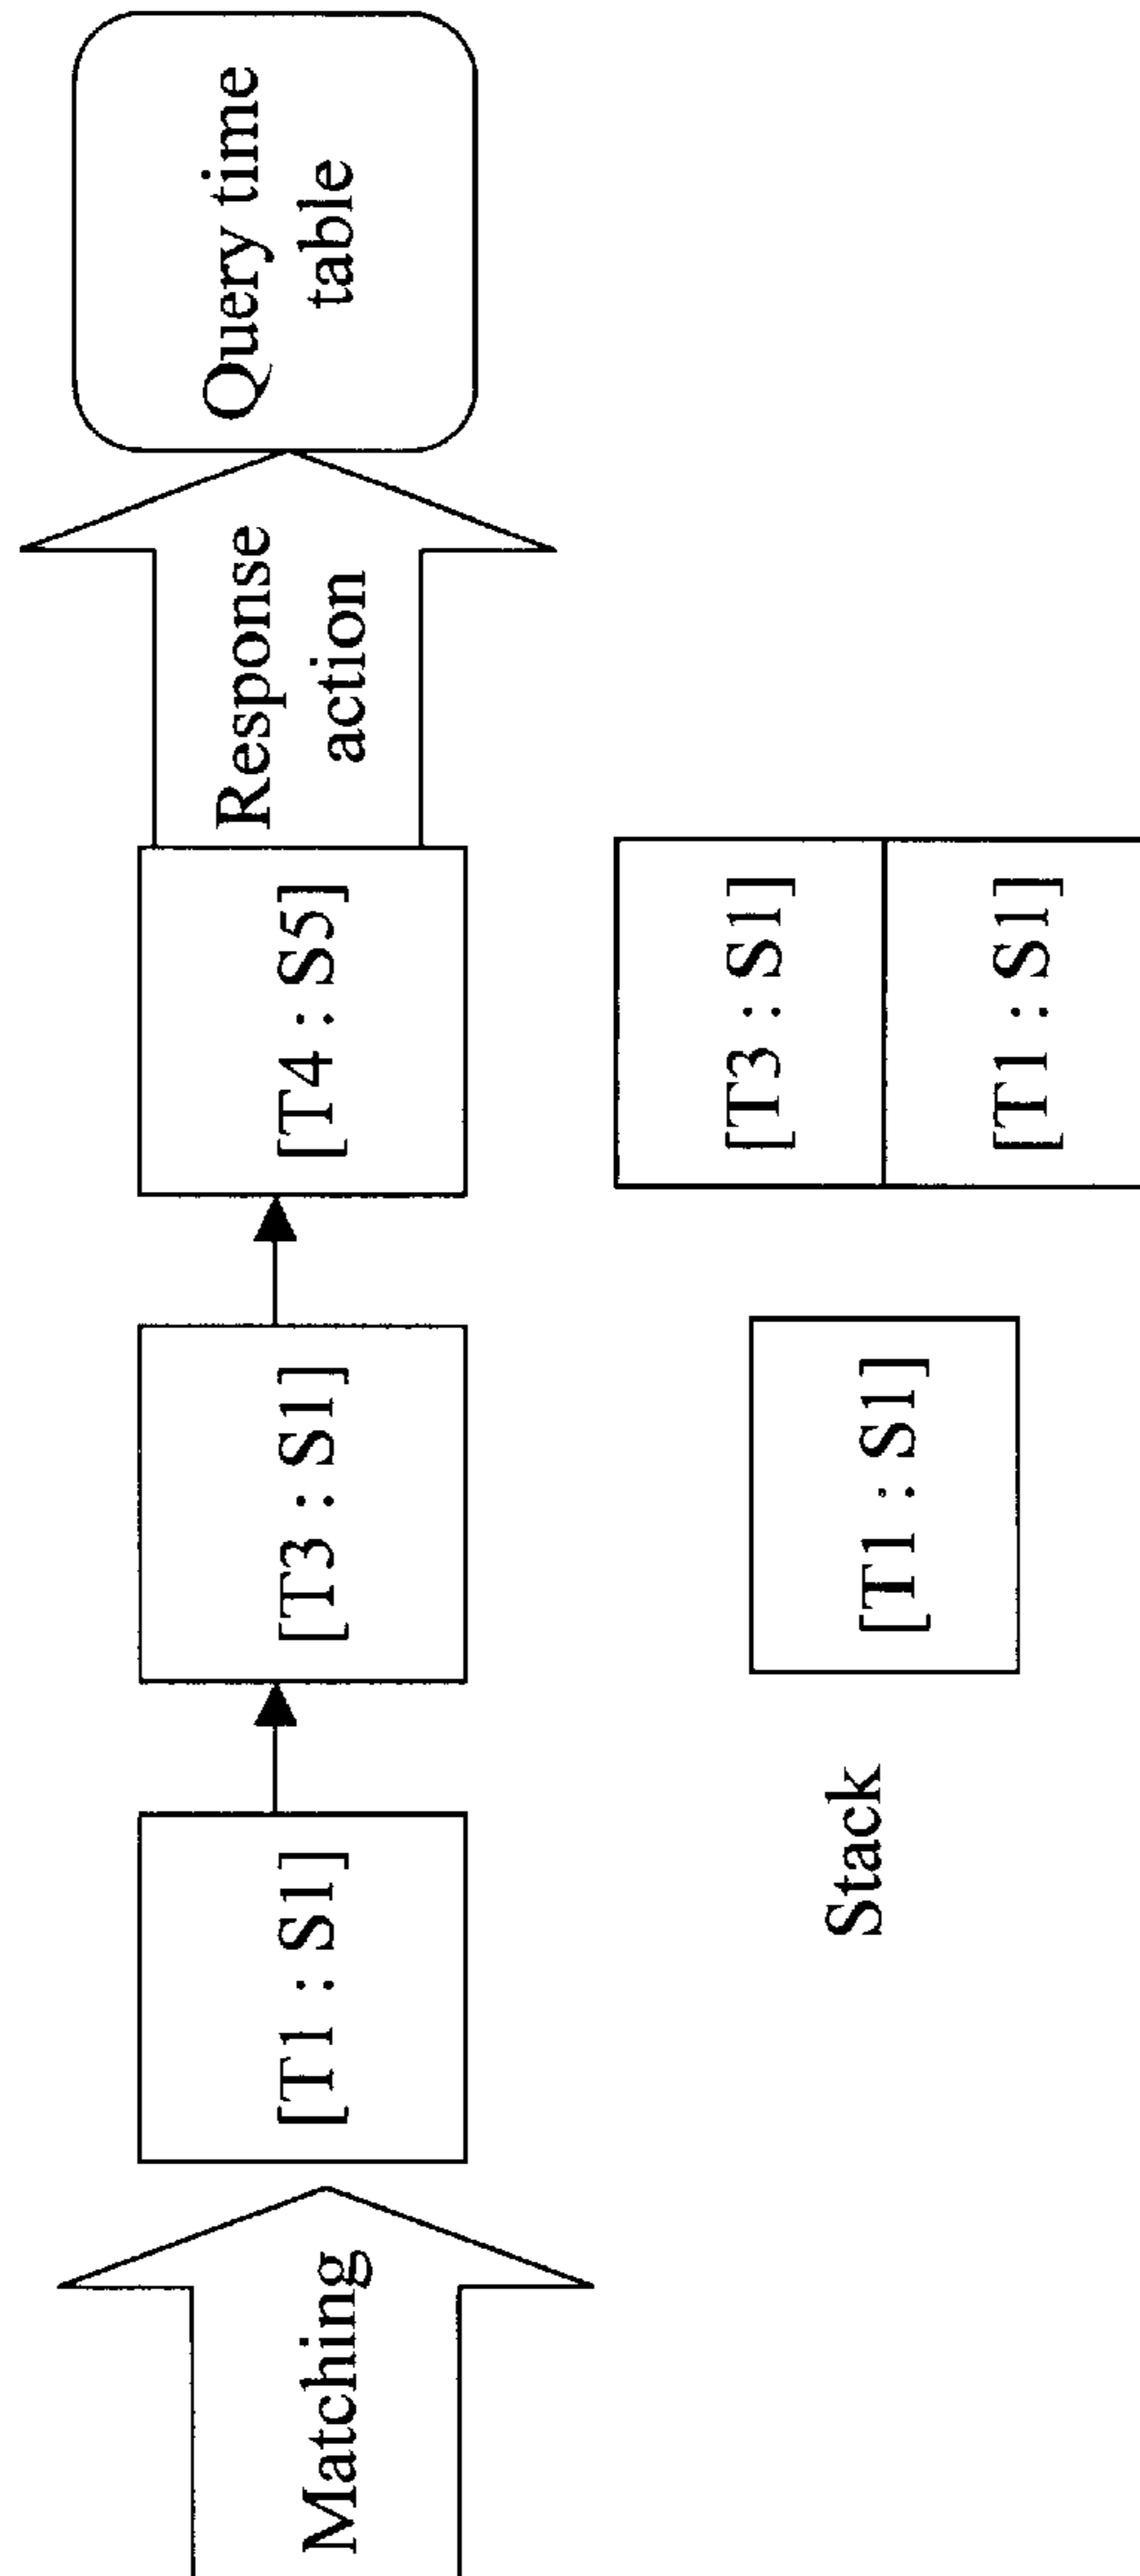 Matching
[T1 : S1]
[T3 : S1]
[T4 : S5]
Response
action
Query time
table
Stack
[T1 : S1]
[T3 : S1]
[T1 : S1]